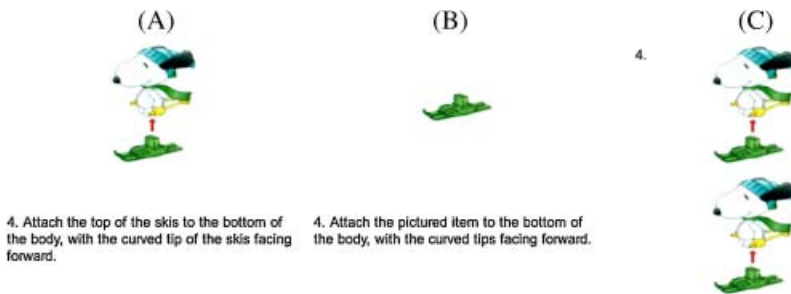 (A)
(B)
(C)
4.
4. Attach the top of the skis to the bottom of
the body, with the curved tip of the skis facing
forward.
4. Attach the pictured item to the bottom of
the body, with the curved tips facing forward.